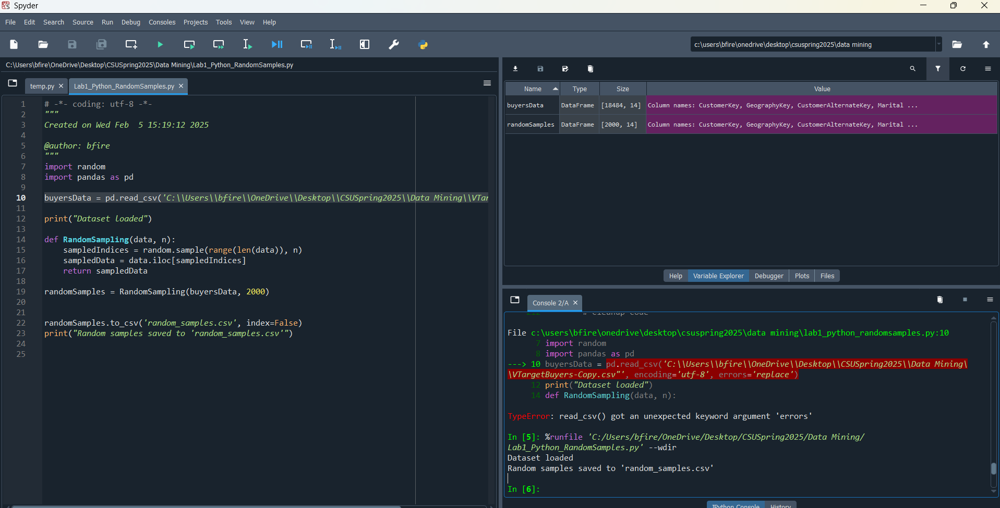 Spyder
File Edit Search Source Run Debug Consoles Projects Tools View Help
c:\users\bfire\onedrive\desktop\csuspring2025\data mining
C:\Users\bfire\OneDrive\Desktop\CSUSpring2025\Data Mining\Lab1_Python_RandomSamples.py
temp.py
Lab1_Python_RandomSamples.py
1 # -*- coding: utf-8 -*-
2 """
3 Created on Wed Feb  5 15:19:12 2025
4
5 @author: bfire
6 """
7 import random
8 import pandas as pd
9
10 buyersData = pd.read_csv('C:\\Users\\bfire\\OneDrive\\Desktop\\CSUSpring2025\\Data Mining\\VTar
11
12 print("Dataset loaded")
13
14 def RandomSampling(data, n):
15     sampledIndices = random.sample(range(len(data)), n)
16     sampledData = data.iloc[sampledIndices]
17     return sampledData
18
19 randomSamples = RandomSampling(buyersData, 2000)
20
21
22 randomSamples.to_csv('random_samples.csv', index=False)
23 print("Random samples saved to 'random_samples.csv'")
24
25
Name Type Size Value
buyersData DataFrame [18484, 14] Column names: CustomerKey, GeographyKey, CustomerAlternateKey, Marital ...
randomSamples DataFrame [2000, 14] Column names: CustomerKey, GeographyKey, CustomerAlternateKey, Marital ...
Help Variable Explorer Debugger Plots Files
Console 2/A
File c:\users\bfire\onedrive\desktop\csuspring2025\data mining\lab1_python_randomsamples.py:10
7 import random
8 import pandas as pd
---> 10 buyersData = pd.read_csv('C:\\Users\\bfire\\OneDrive\\Desktop\\CSUSpring2025\\Data Mining\
\VTargetBuyers-Copy.csv"', encoding='utf-8', errors='replace')
12 print("Dataset loaded")
14 def RandomSampling(data, n):
TypeError: read_csv() got an unexpected keyword argument 'errors'
In [5]: %runfile 'C:/Users/bfire/OneDrive/Desktop/CSUSpring2025/Data Mining/
Lab1_Python_RandomSamples.py' --wdir
Dataset loaded
Random samples saved to 'random_samples.csv'
In [6]:
IPython Console History